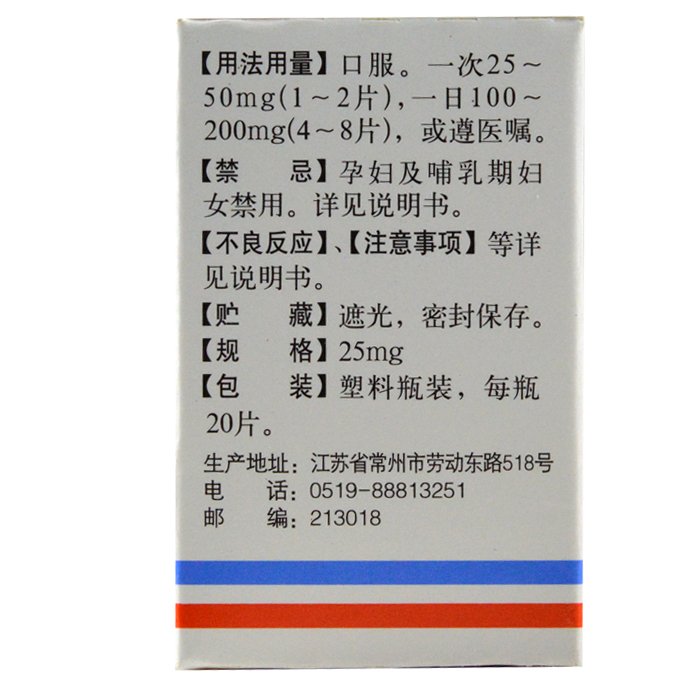 【用法用量】口服。一次25～
50mg(1～2片)，一日100～
200mg(4～8片)，或遵医嘱。
【禁 忌】孕妇及哺乳期妇
女禁用。详见说明书。
【不良反应】、【注意事项】等详
见说明书。
【贮 藏】遮光，密封保存。
【规 格】25mg
【包 装】塑料瓶装，每瓶
20片。
生产地址：江苏省常州市劳动东路518号
电 话：0519-88813251
邮 编：213018